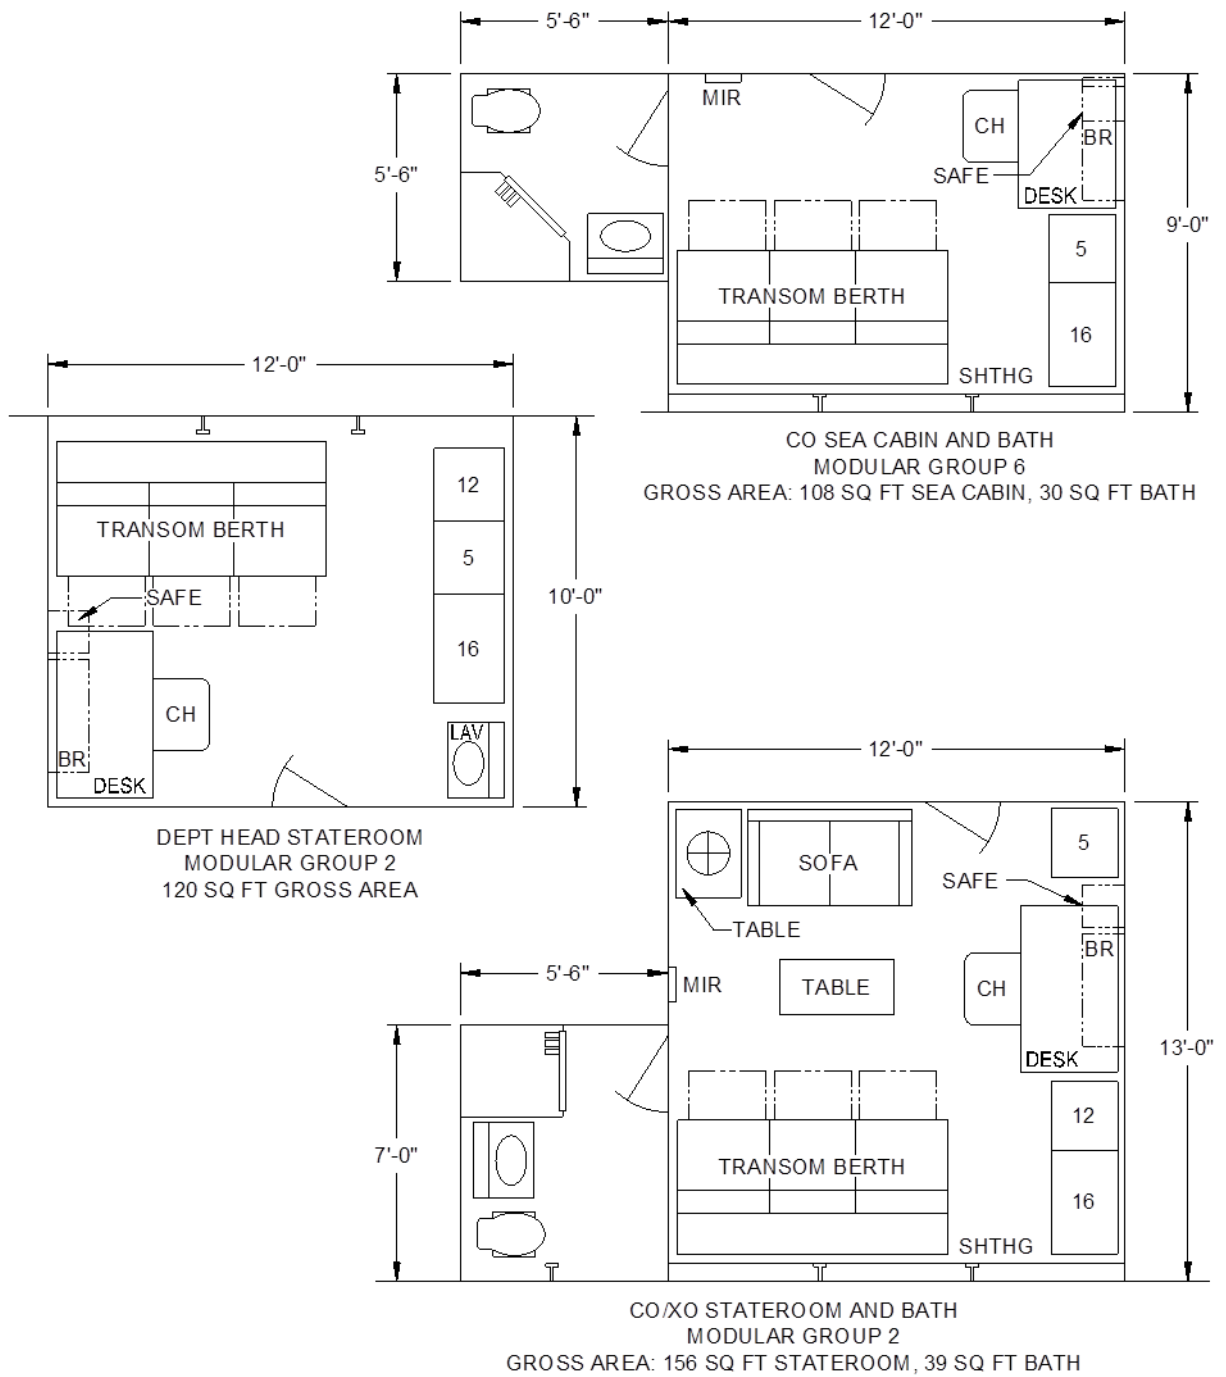 5'-6"
12'-0"
MIR
CH
BR
5'-6"
SAFE
DESK
9'-0"
5
TRANSOM BERTH
16
SHTHG
CO SEA CABIN AND BATH
MODULAR GROUP 6
GROSS AREA: 108 SQ FT SEA CABIN, 30 SQ FT BATH
12'-0"
12
TRANSOM BERTH
5
SAFE
10'-0"
16
CH
LAV
BR
DESK
DEPT HEAD STATEROOM
MODULAR GROUP 2
120 SQ FT GROSS AREA
12'-0"
5
SOFA
SAFE
TABLE
BR
5'-6"
MIR
TABLE
CH
13'-0"
DESK
12
7'-0"
TRANSOM BERTH
16
SHTHG
CO/XO STATEROOM AND BATH
MODULAR GROUP 2
GROSS AREA: 156 SQ FT STATEROOM, 39 SQ FT BATH